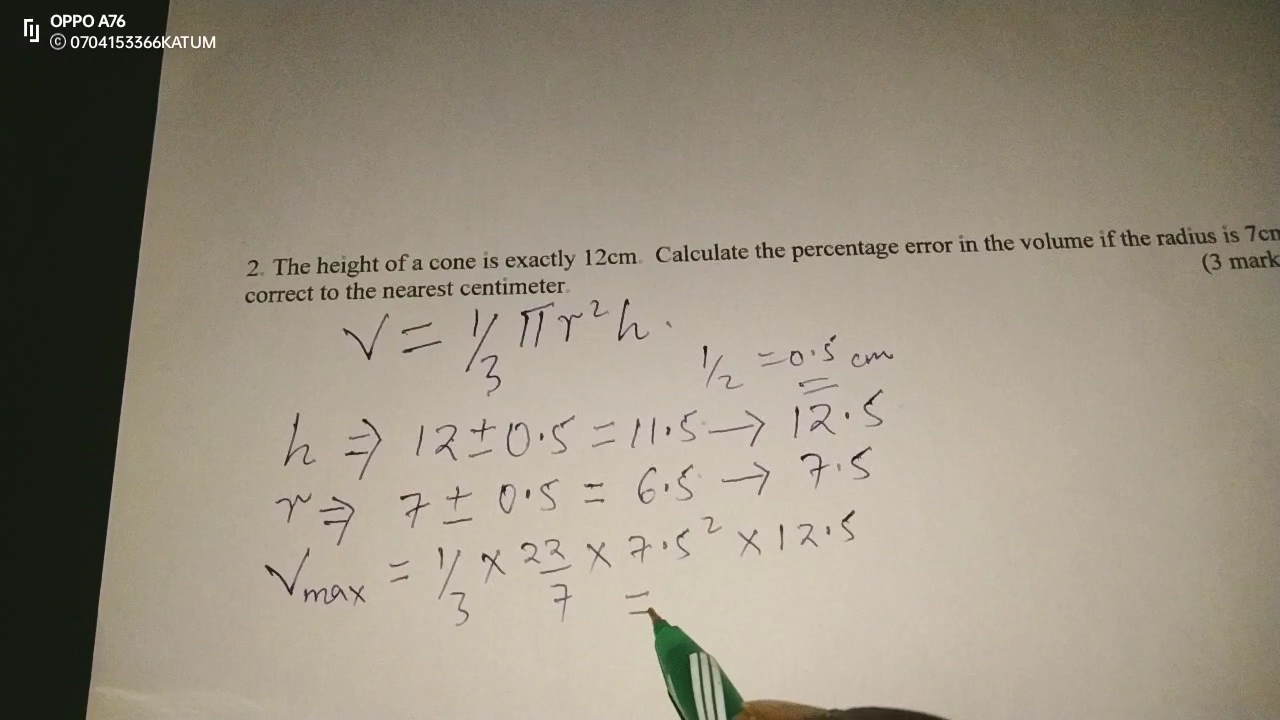 OPPO A76
© 0704153366KATUM
2. The height of a cone is exactly 12cm. Calculate the percentage error in the volume if the radius is 7cm
(3 mark
correct to the nearest centimeter.
V = 1/3 πr²h.
1/2 = 0.5 cm
h ⇒ 12 ± 0.5 = 11.5 → 12.5
r ⇒ 7 ± 0.5 = 6.5 → 7.5
Vmax = 1/3 × 22/7 × 7.5² × 12.5
=